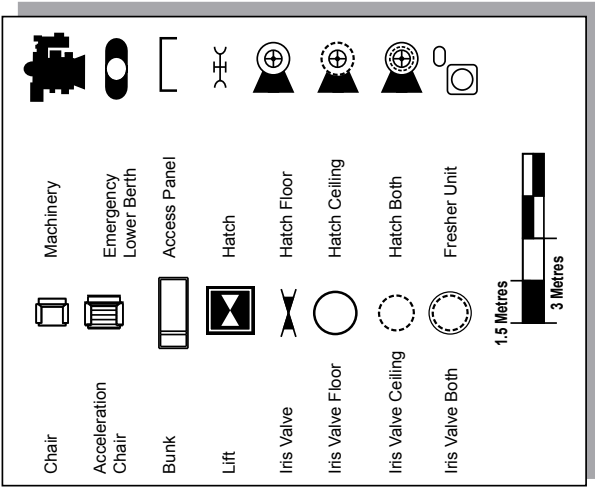 Chair
Acceleration
Chair
Bunk
Lift
Iris Valve
Iris Valve Floor
Iris Valve Ceiling
Iris Valve Both
Machinery
Emergency
Lower Berth
Access Panel
Hatch
Hatch Floor
Hatch Ceiling
Hatch Both
Fresher Unit
1.5 Metres
3 Metres